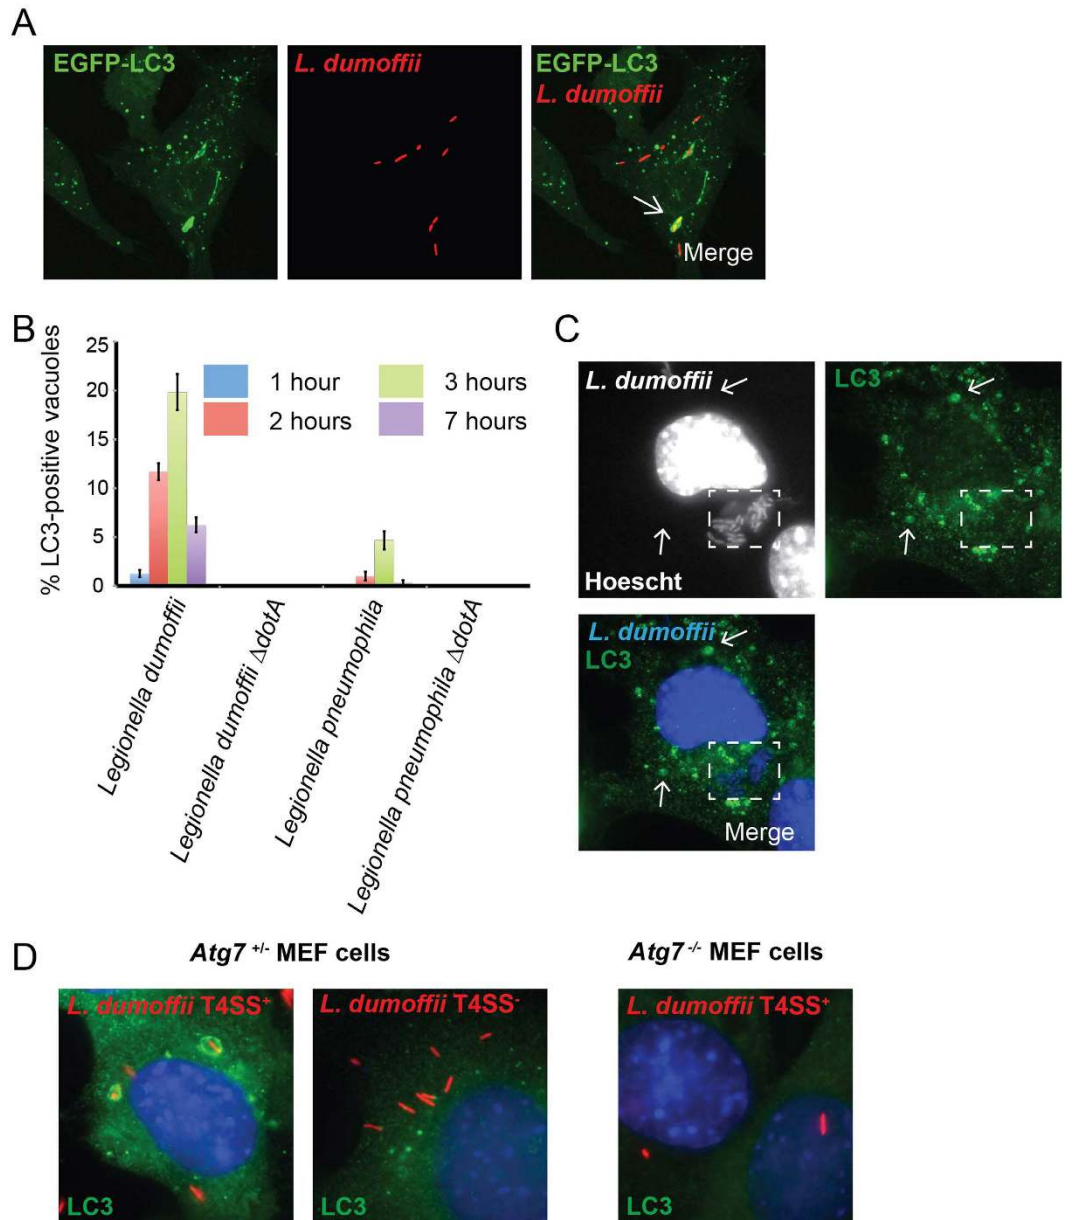 A
EGFP-LC3
L. dumoffii
EGFP-LC3
L. dumoffii
Merge
B
% LC3-positive vacuoles
25
20
15
10
5
0
1 hour
2 hours
3 hours
7 hours
Legionella dumoffii
Legionella dumoffii ΔdotA
Legionella pneumophila
Legionella pneumophila ΔdotA
C
L. dumoffii
Hoescht
LC3
L. dumoffii
LC3
Merge
D
Atg7 +/- MEF cells
Atg7 -/- MEF cells
L. dumoffii T4SS+
LC3
L. dumoffii T4SS-
LC3
L. dumoffii T4SS+
LC3